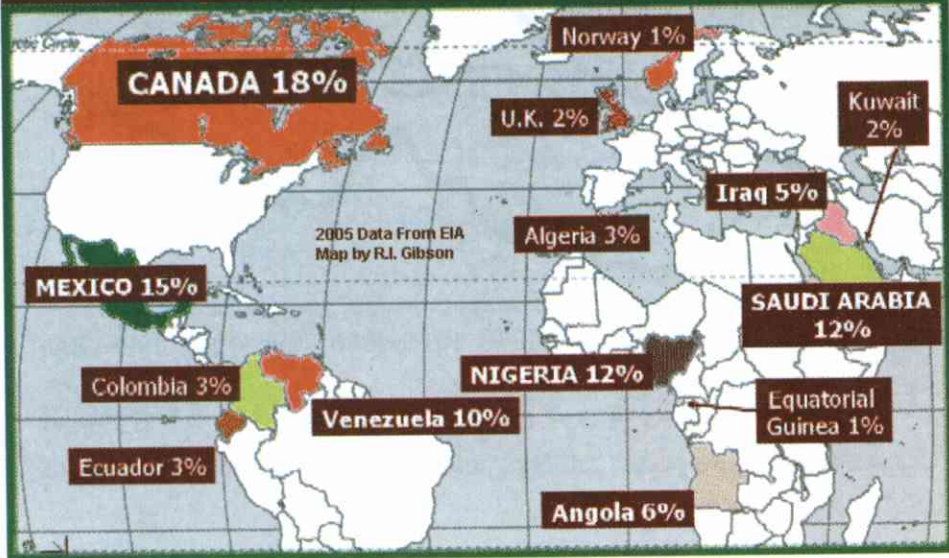 Norway 1%
CANADA 18%
Kuwait
2%
U.K. 2%
Iraq 5%
2005 Data From EIA
Map by R.I. Gibson
Algeria 3%
MEXICO 15%
SAUDI ARABIA
12%
NIGERIA 12%
Colombia 3%
Equatorial
Guinea 1%
Venezuela 10%
Ecuador 3%
Angola 6%